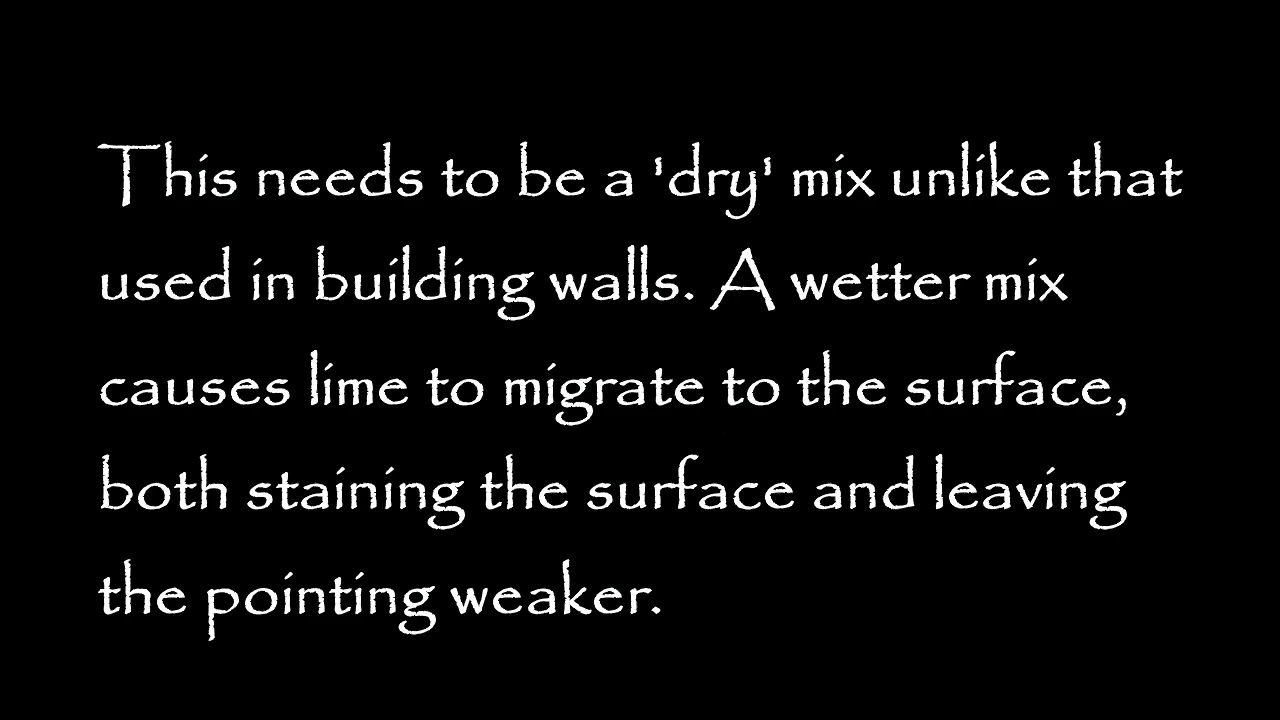 This needs to be a 'dry' mix unlike that
used in building walls. A wetter mix
causes lime to migrate to the surface,
both staining the surface and leaving
the pointing weaker.